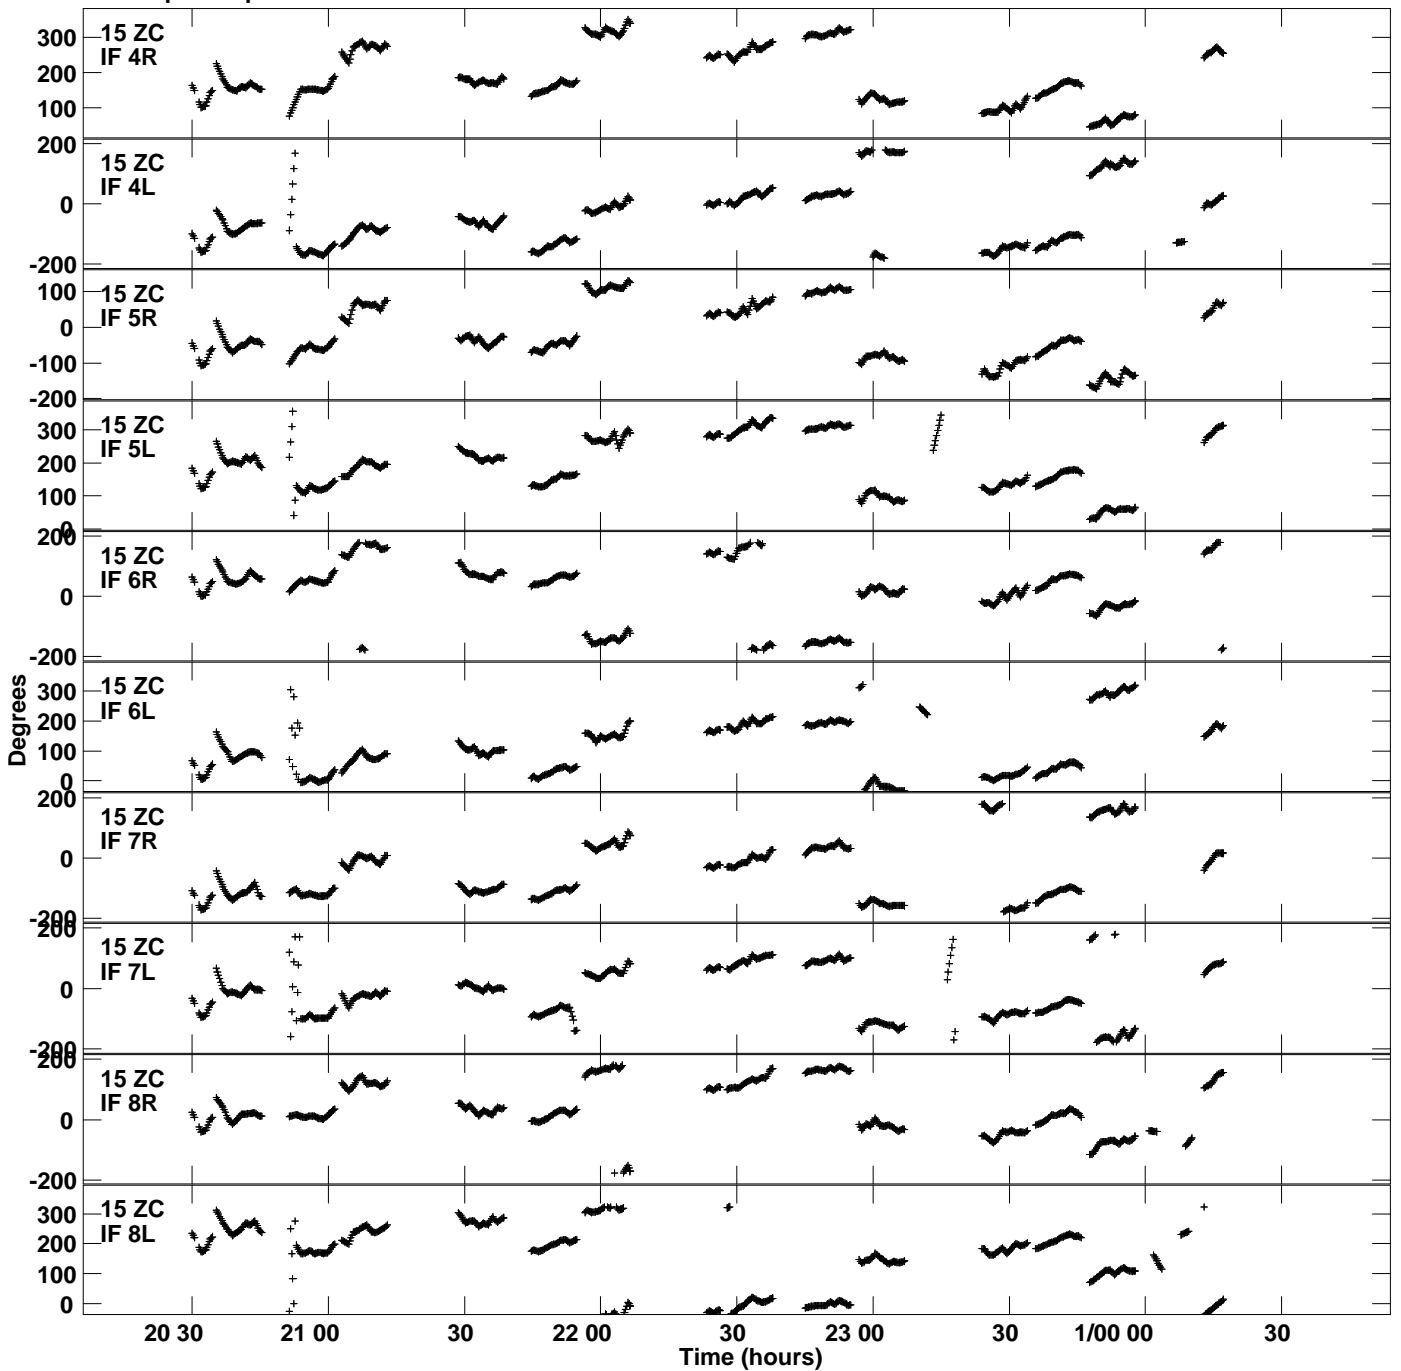 15 ZC
IF 4R
300
200
100
15 ZC
IF 4L
200
0
-200
15 ZC
IF 5R
100
0
-100
-200
15 ZC
IF 5L
300
200
100
0
15 ZC
IF 6R
200
0
-200
15 ZC
IF 6L
300
200
100
0
15 ZC
IF 7R
200
0
-200
15 ZC
IF 7L
200
0
-200
15 ZC
IF 8R
200
0
-200
15 ZC
IF 8L
300
200
100
0
Degrees
20 30 21 00 30 22 00 30 23 00 30 1/00 00 30
Time (hours)